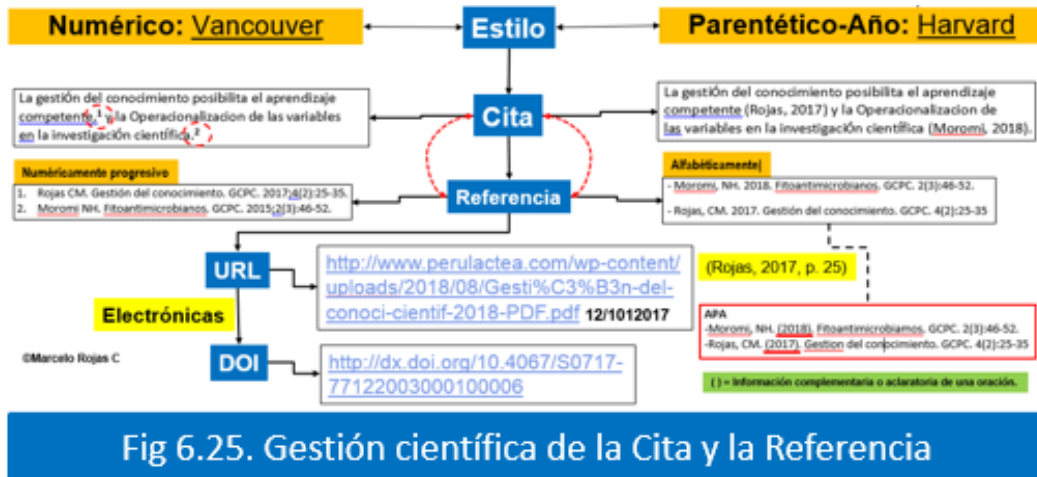 Numérico: Vancouver
Estilo
Parentético-Año: Harvard
La gestiÓn del conocimiento posibilita el aprendizaje
competente,¹ y la Operacionalizacion de las variables
en la investigaciÓn cientÍfica.²
Cita
La gestiÓn del conocimiento posibilita el aprendizaje
competente (Rojas, 2017) y la Operacionalizacion de
las variables en la investigaciÓn científica (Moromi, 2018).
Numéricamente progresivo
1. Rojas CM. Gestión del conocimiento. GCPC. 2017;4(2):25-35.
2. Moromi NH. Fitoantimicrobianos. GCPC. 2015;2(3):46-52.
Referencia
Alfabéticamente
- Moromi, NH. 2018. Fitoantimicrobianos. GCPC. 2(3):46-52.
- Rojas, CM. 2017. Gestión del conocimiento. GCPC. 4(2):25-35
URL
http://www.perulactea.com/wp-content/
uploads/2018/08/Gesti%C3%B3n-del-
conoci-cientif-2018-PDF.pdf 12/1012017
(Rojas, 2017, p. 25)
Electrónicas
APA
-Moromi, NH. (2018). Fitoantimicrobiamos. GCPC. 2(3):46-52.
-Rojas, CM. (2017). Gestion del conocimiento. GCPC. 4(2):25-35
©Marcelo Rojas C
DOI
http://dx.doi.org/10.4067/S0717-
77122003000100006
( ) = Información complementaria o aclaratoria de una oración.
Fig 6.25. Gestión científica de la Cita y la Referencia